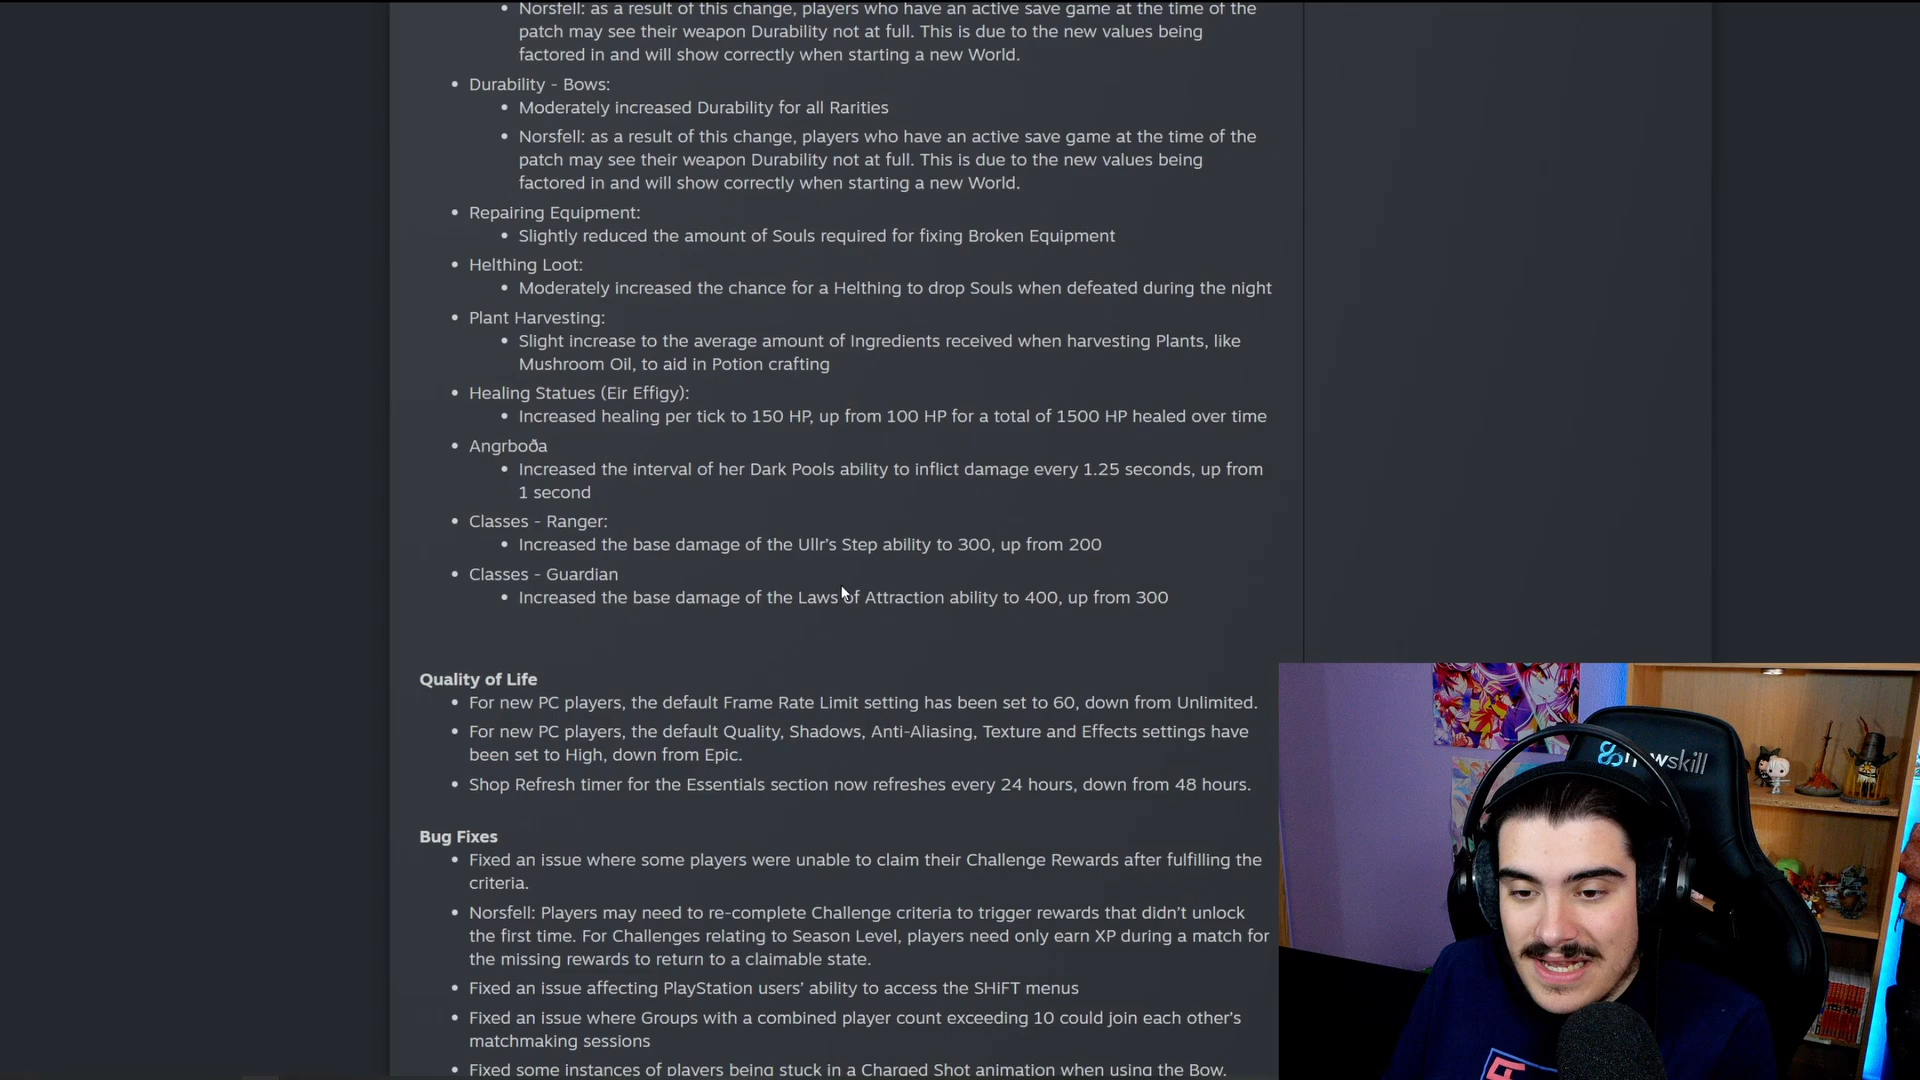 Norsfell: as a result of this change, players who have an active save game at the time of the
patch may see their weapon Durability not at full. This is due to the new values being
factored in and will show correctly when starting a new World.
Durability - Bows:
Moderately increased Durability for all Rarities
Norsfell: as a result of this change, players who have an active save game at the time of the
patch may see their weapon Durability not at full. This is due to the new values being
factored in and will show correctly when starting a new World.
Repairing Equipment:
Slightly reduced the amount of Souls required for fixing Broken Equipment
Helthing Loot:
Moderately increased the chance for a Helthing to drop Souls when defeated during the night
Plant Harvesting:
Slight increase to the average amount of Ingredients received when harvesting Plants, like
Mushroom Oil, to aid in Potion crafting
Healing Statues (Eir Effigy):
Increased healing per tick to 150 HP, up from 100 HP for a total of 1500 HP healed over time
Angrboða
Increased the interval of her Dark Pools ability to inflict damage every 1.25 seconds, up from
1 second
Classes - Ranger:
Increased the base damage of the Ullr’s Step ability to 300, up from 200
Classes - Guardian
Increased the base damage of the Laws of Attraction ability to 400, up from 300
Quality of Life
For new PC players, the default Frame Rate Limit setting has been set to 60, down from Unlimited.
For new PC players, the default Quality, Shadows, Anti-Aliasing, Texture and Effects settings have
been set to High, down from Epic.
Shop Refresh timer for the Essentials section now refreshes every 24 hours, down from 48 hours.
Bug Fixes
Fixed an issue where some players were unable to claim their Challenge Rewards after fulfilling the
criteria.
Norsfell: Players may need to re-complete Challenge criteria to trigger rewards that didn’t unlock
the first time. For Challenges relating to Season Level, players need only earn XP during a match for
the missing rewards to return to a claimable state.
Fixed an issue affecting PlayStation users’ ability to access the SHiFT menus
Fixed an issue where Groups with a combined player count exceeding 10 could join each other’s
matchmaking sessions
Fixed some instances of players being stuck in a Charged Shot animation when using the Bow.